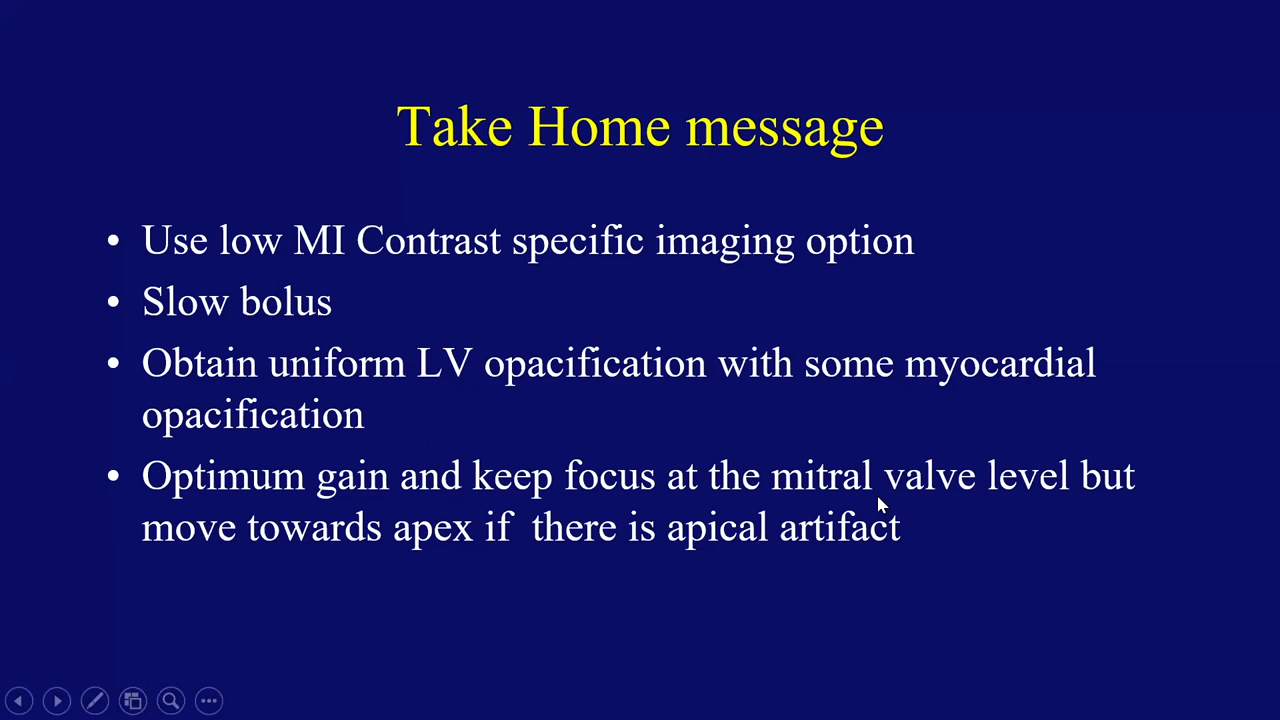 Take Home message
• Use low MI Contrast specific imaging option
• Slow bolus
• Obtain uniform LV opacification with some myocardial
opacification
• Optimum gain and keep focus at the mitral valve level but
move towards apex if  there is apical artifact